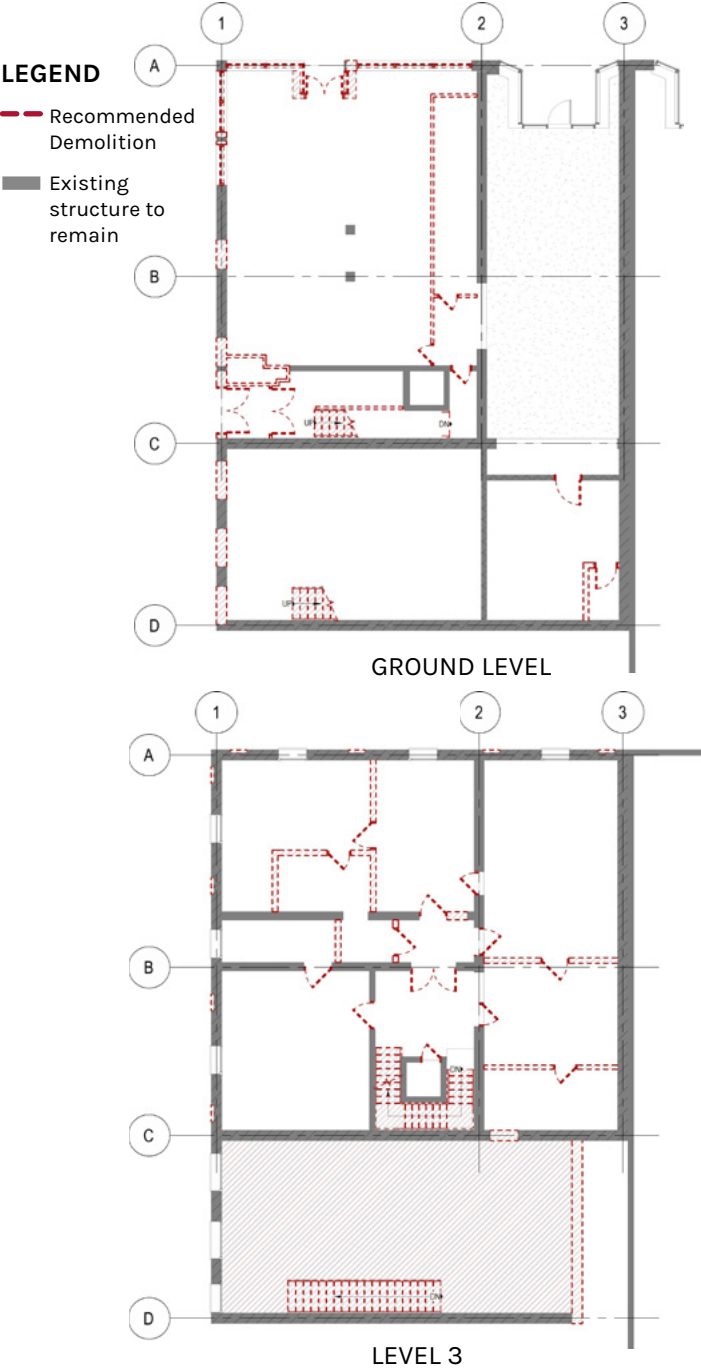 1
2
3
A
LEGEND
Recommended
Demolition
Existing
structure to
remain
B
UP
DN
C
UP
D
GROUND LEVEL
1
2
3
A
B
DN
C
DN
D
LEVEL 3